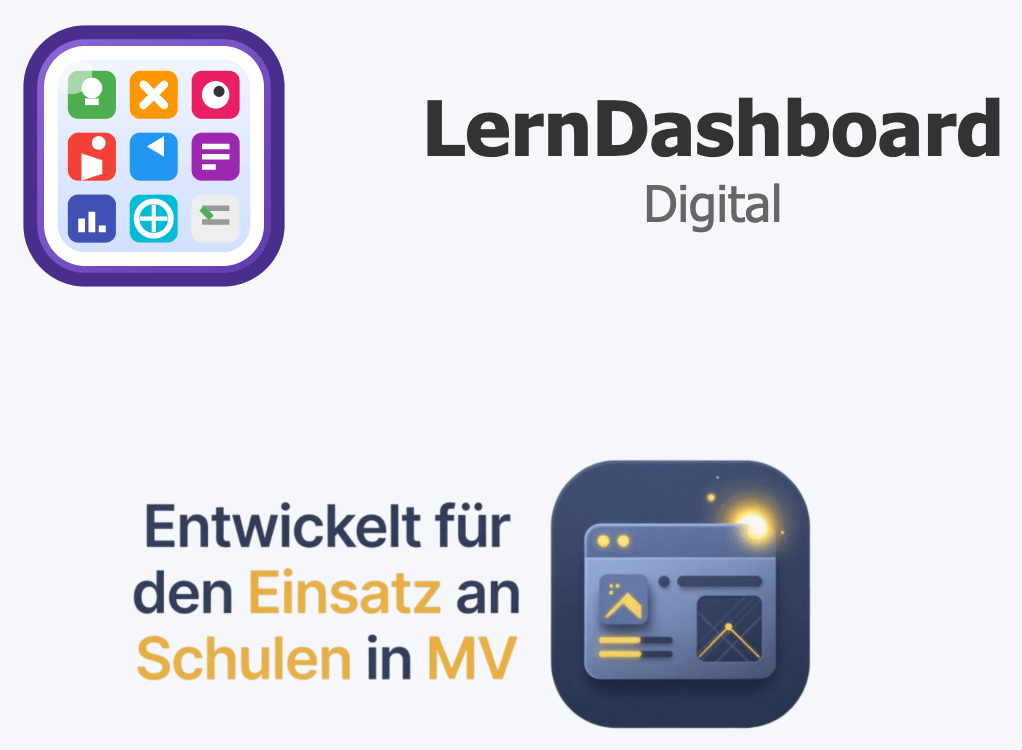 LernDashboard
Digital
Entwickelt für
den Einsatz an
Schulen in MV